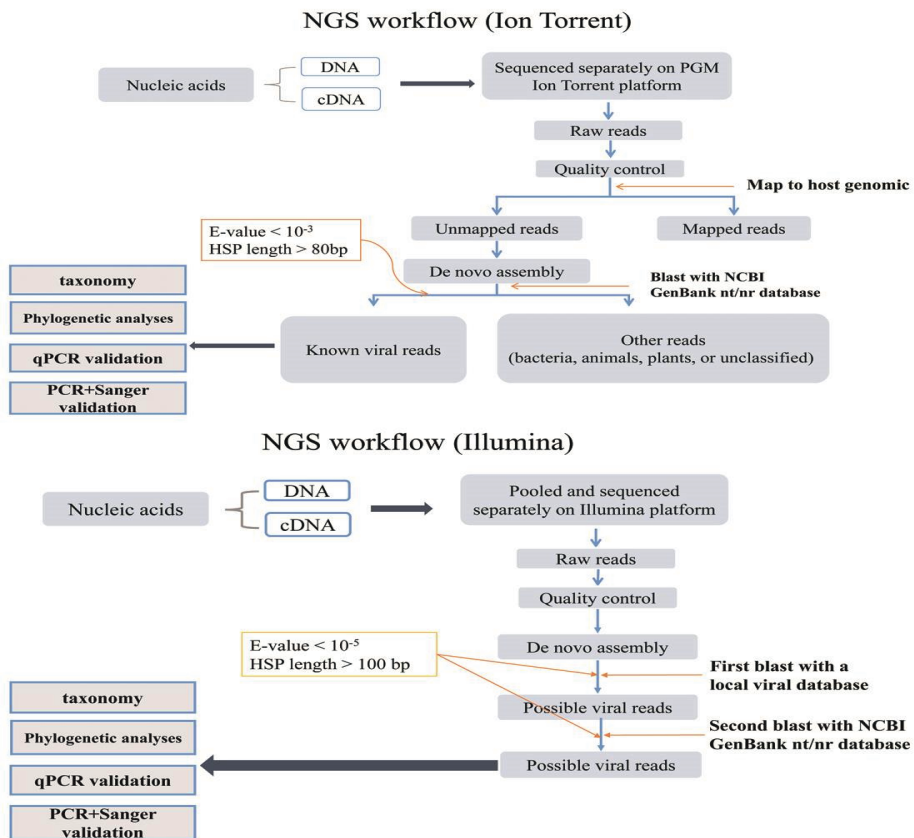 NGS workflow (Ion Torrent)
Nucleic acids
DNA
cDNA
Sequenced separately on PGM
Ion Torrent platform
Raw reads
Quality control
Map to host genomic
Unmapped reads
Mapped reads
E-value < 10⁻³
HSP length > 80bp
De novo assembly
Blast with NCBI
GenBank nt/nr database
taxonomy
Phylogenetic analyses
qPCR validation
PCR+Sanger
validation
Known viral reads
Other reads
(bacteria, animals, plants, or unclassified)
NGS workflow (Illumina)
Nucleic acids
DNA
cDNA
Pooled and sequenced
separately on Illumina platform
Raw reads
Quality control
De novo assembly
E-value < 10⁻⁵
HSP length > 100 bp
First blast with a
local viral database
Possible viral reads
Second blast with NCBI
GenBank nt/nr database
Possible viral reads
taxonomy
Phylogenetic analyses
qPCR validation
PCR+Sanger
validation